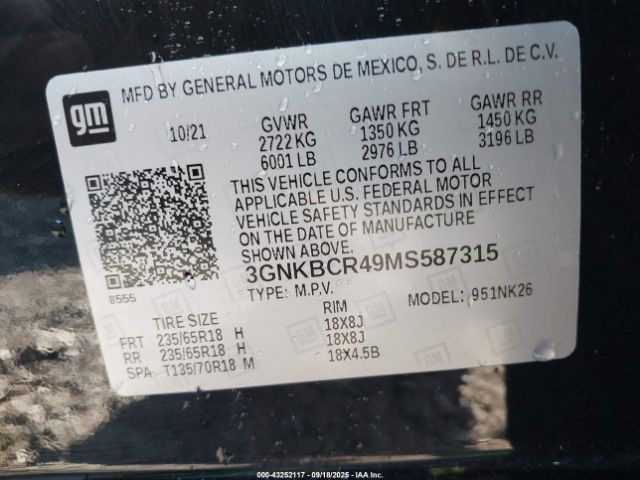 MFD BY GENERAL MOTORS DE MEXICO, S. DE R.L. DE C.V.
gm
10/21 GVWR GAWR FRT GAWR RR
2722 KG 1350 KG 1450 KG
6001 LB 2976 LB 3196 LB
THIS VEHICLE CONFORMS TO ALL
APPLICABLE U.S. FEDERAL MOTOR
VEHICLE SAFETY STANDARDS IN EFFECT
ON THE DATE OF MANUFACTURE
SHOWN ABOVE.
8555
3GNKBCR49MS587315
TYPE: M.P.V. MODEL: 951NK26
TIRE SIZE RIM
FRT 235/65R18 H 18X8J
RR 235/65R18 H 18X8J
SPA T135/70R18 M 18X4.5B
© 43252117 - 09/18/2025 - IAA Inc.